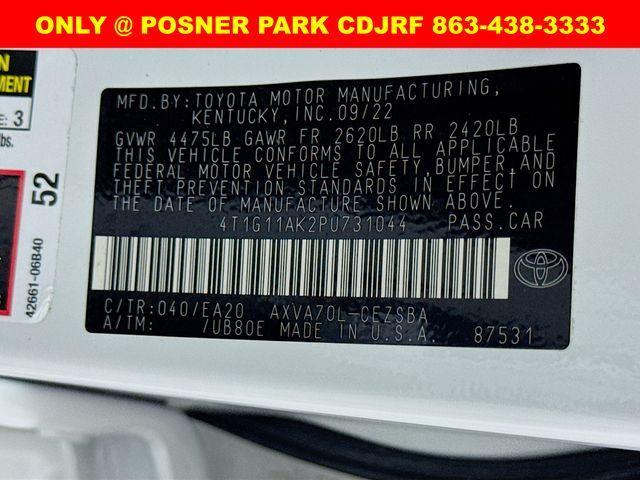 ONLY @ POSNER PARK CDJRF 863-438-3333
MFD.BY:TOYOTA MOTOR MANUFACTURING,
KENTUCKY,INC.09/22
GVWR 4475LB GAWR FR 2620LB RR 2420LB
THIS VEHICLE CONFORMS TO ALL APPLICABLE
FEDERAL MOTOR VEHICLE SAFETY,BUMPER,AND
THEFT PREVENTION STANDARDS IN EFFECT ON
THE DATE OF MANUFACTURE SHOWN ABOVE.
4T1G11AK2PU731044 PASS.CAR
C/TR:040/EA20 AXVA70L-CEZSBA
A/TM: /UB80E MADE IN U.S.A. 87531
E: 3
lbs.
52
42661-06B40